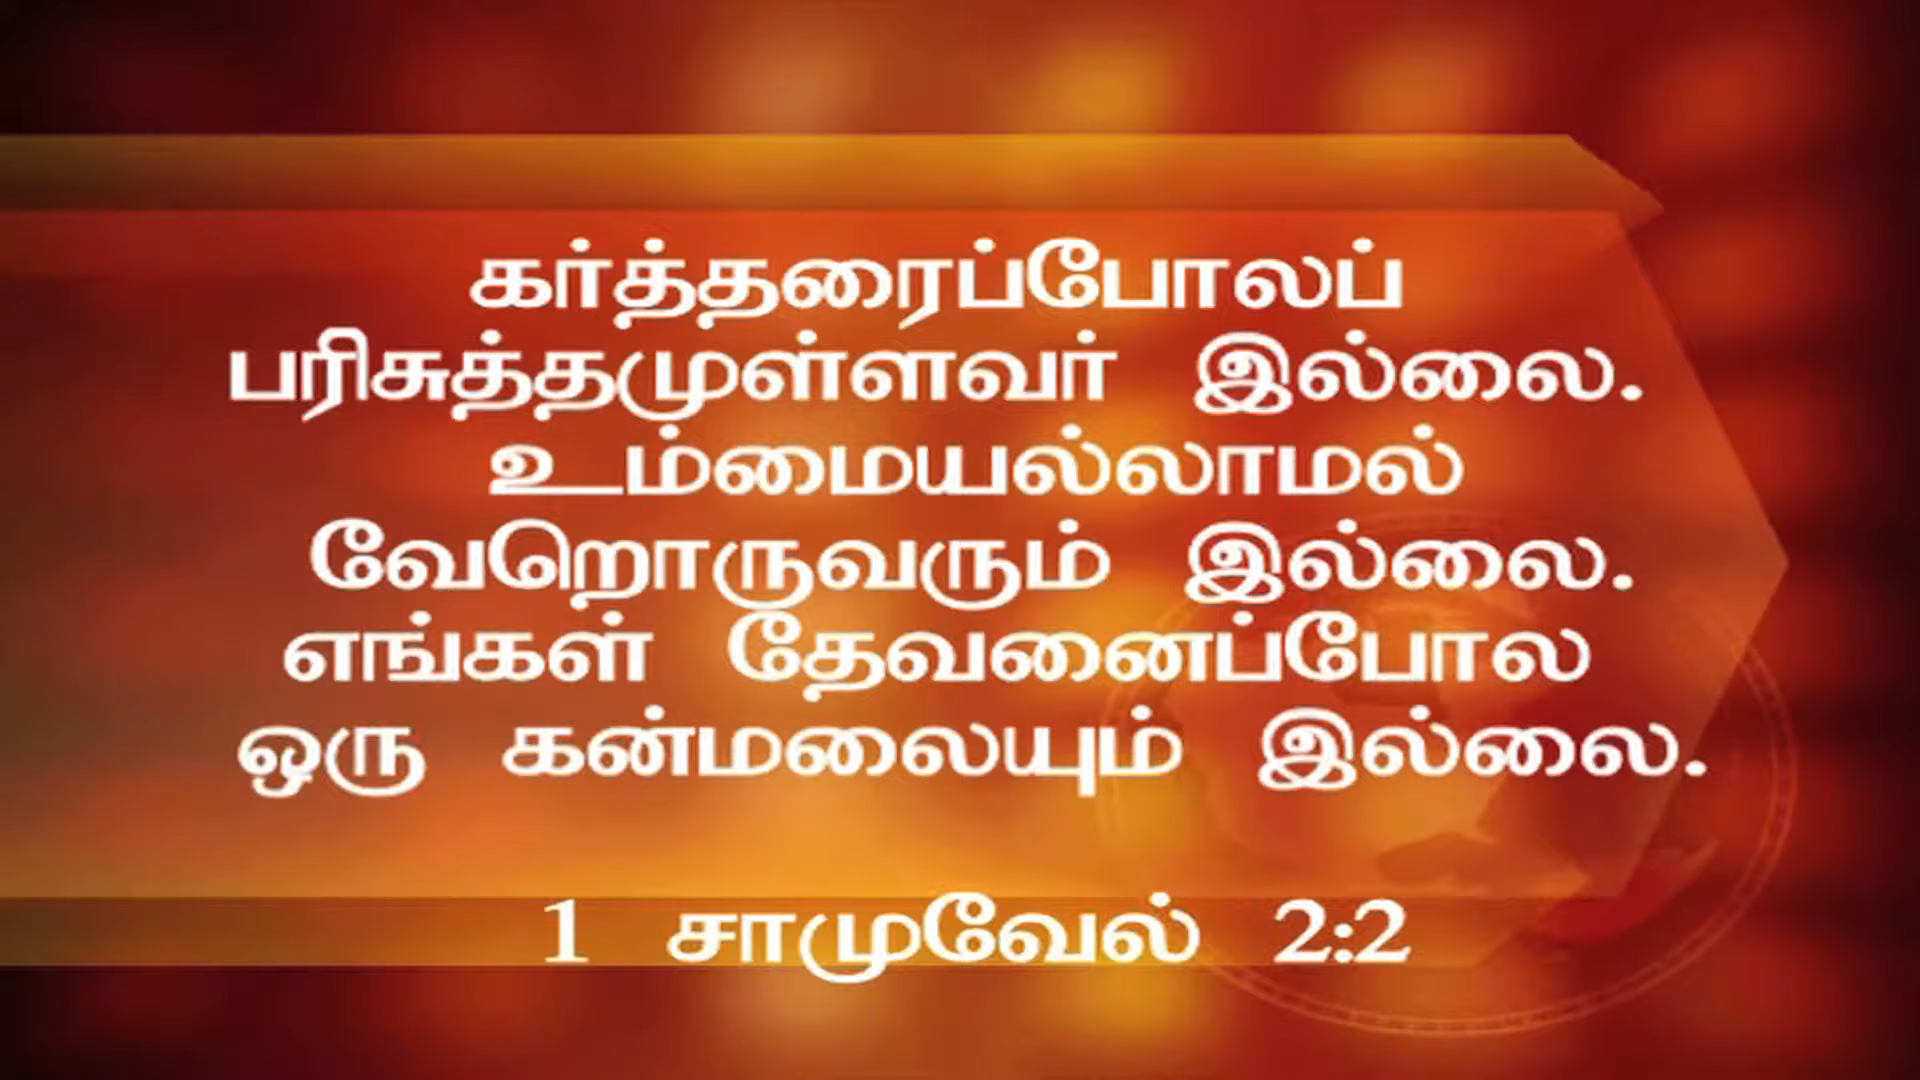 கர்த்தரைப்போலப்
பரிசுத்தமுள்ளவர் இல்லை.
உம்மையல்லாமல்
வேறொருவரும் இல்லை.
எங்கள் தேவனைப்போல
ஒரு கன்மலையும் இல்லை.
1 சாமுவேல் 2:2